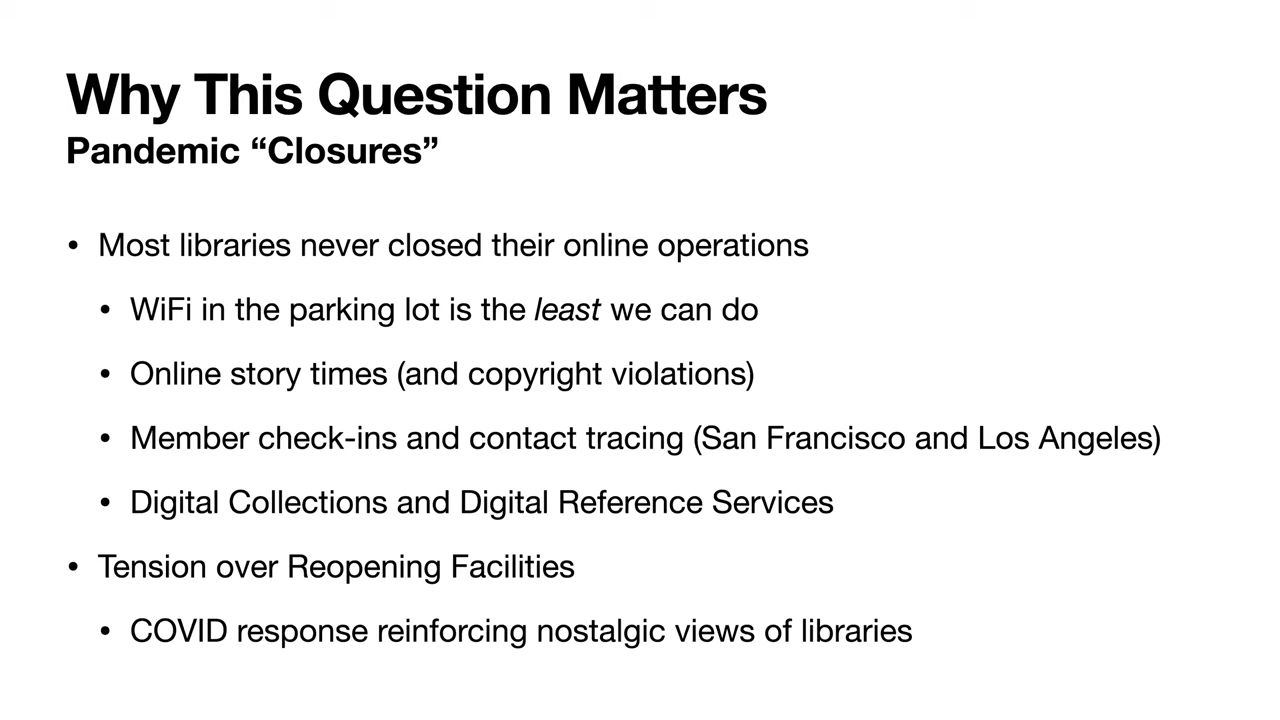 Why This Question Matters
Pandemic “Closures”
• Most libraries never closed their online operations
• WiFi in the parking lot is the least we can do
• Online story times (and copyright violations)
• Member check-ins and contact tracing (San Francisco and Los Angeles)
• Digital Collections and Digital Reference Services
• Tension over Reopening Facilities
• COVID response reinforcing nostalgic views of libraries